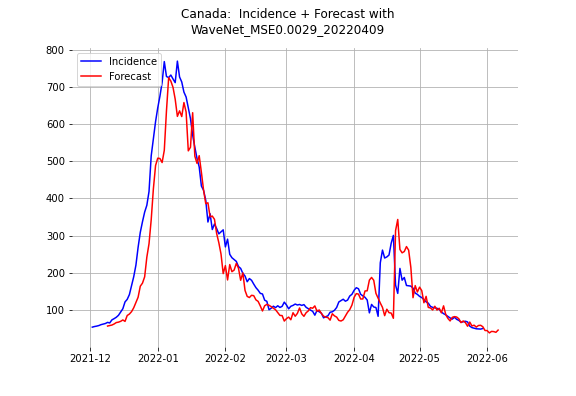 Canada:  Incidence + Forecast with
WaveNet_MSE0.0029_20220409
800
700
600
500
400
300
200
100
Incidence
Forecast
2021-12 2022-01 2022-02 2022-03 2022-04 2022-05 2022-06